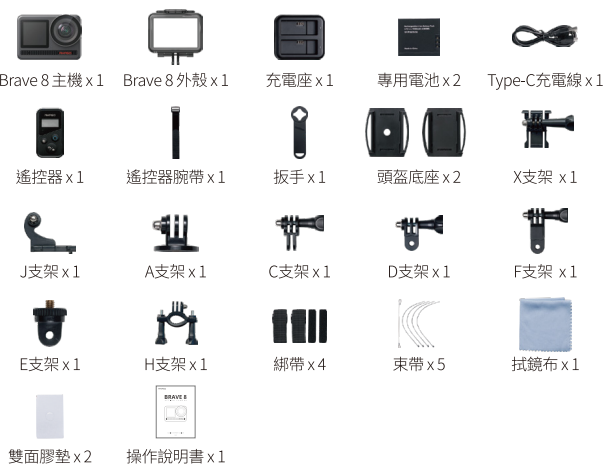 Brave 8 主機 x 1
Brave 8 外殼 x 1
充電座 x 1
專用電池 x 2
Type-C充電線 x 1
遙控器 x 1
遙控器腕帶 x 1
扳手 x 1
頭盔底座 x 2
X支架 x 1
J支架 x 1
A支架 x 1
C支架 x 1
D支架 x 1
F支架 x 1
E支架 x 1
H支架 x 1
綁帶 x 4
束帶 x 5
拭鏡布 x 1
BRAVE 8
雙面膠墊 x 2
操作說明書 x 1